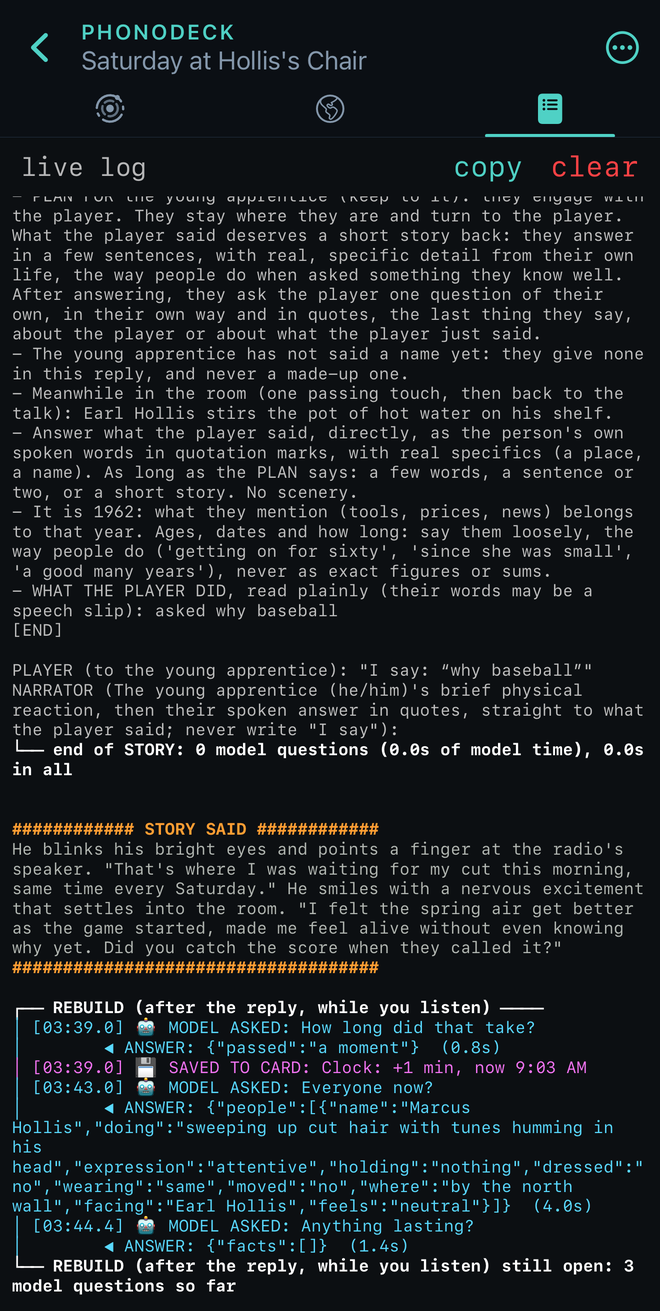 PHONODECK
Saturday at Hollis's Chair
live log
copy clear
— PLAN FOR the young apprentice (keep to it): they engage with
the player. They stay where they are and turn to the player.
What the player said deserves a short story back: they answer
in a few sentences, with real, specific detail from their own
life, the way people do when asked something they know well.
After answering, they ask the player one question of their
own, in their own way and in quotes, the last thing they say,
about the player or about what the player just said.
— The young apprentice has not said a name yet: they give none
in this reply, and never a made-up one.
— Meanwhile in the room (one passing touch, then back to the
talk): Earl Hollis stirs the pot of hot water on his shelf.
— Answer what the player said, directly, as the person's own
spoken words in quotation marks, with real specifics (a place,
a name). As long as the PLAN says: a few words, a sentence or
two, or a short story. No scenery.
— It is 1962: what they mention (tools, prices, news) belongs
to that year. Ages, dates and how long: say them loosely, the
way people do ('getting on for sixty', 'since she was small',
'a good many years'), never as exact figures or sums.
— WHAT THE PLAYER DID, read plainly (their words may be a
speech slip): asked why baseball
[END]
PLAYER (to the young apprentice): "I say: “why baseball”"
NARRATOR (The young apprentice (he/him)'s brief physical
reaction, then their spoken answer in quotes, straight to what
the player said; never write "I say"):
└── end of STORY: 0 model questions (0.0s of model time), 0.0s
in all
############ STORY SAID ############
He blinks his bright eyes and points a finger at the radio's
speaker. "That's where I was waiting for my cut this morning,
same time every Saturday." He smiles with a nervous excitement
that settles into the room. "I felt the spring air get better
as the game started, made me feel alive without even knowing
why yet. Did you catch the score when they called it?"
####################################
┌── REBUILD (after the reply, while you listen) ────
│ [03:39.0] 🤖 MODEL ASKED: How long did that take?
│ ◀ ANSWER: {"passed":"a moment"} (0.8s)
│ [03:39.0] 💾 SAVED TO CARD: Clock: +1 min, now 9:03 AM
│ [03:43.0] 🤖 MODEL ASKED: Everyone now?
│ ◀ ANSWER: {"people":[{"name":"Marcus
Hollis","doing":"sweeping up cut hair with tunes humming in
his
head","expression":"attentive","holding":"nothing","dressed":"
no","wearing":"same","moved":"no","where":"by the north
wall","facing":"Earl Hollis","feels":"neutral"}]} (4.0s)
│ [03:44.4] 🤖 MODEL ASKED: Anything lasting?
│ ◀ ANSWER: {"facts":[]} (1.4s)
└── REBUILD (after the reply, while you listen) still open: 3
model questions so far